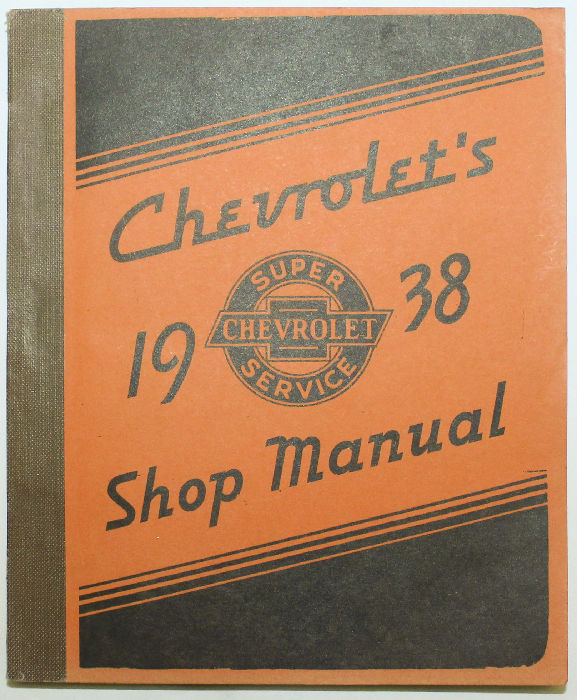 Chevrolet's
19 38
SUPER
CHEVROLET
SERVICE
Shop Manual